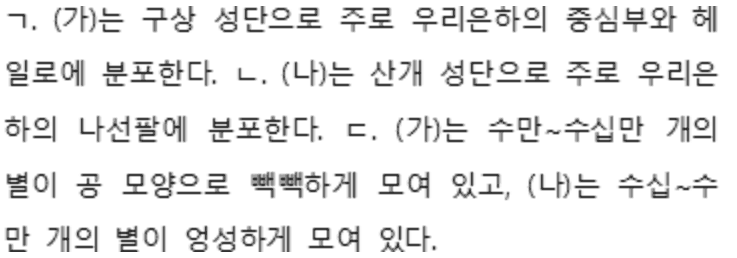 ㄱ. (가)는 구상 성단으로 주로 우리은하의 중심부와 헤
일로에 분포한다. ㄴ. (나)는 산개 성단으로 주로 우리은
하의 나선팔에 분포한다. ㄷ. (가)는 수만~수십만 개의
별이 공 모양으로 빽빽하게 모여 있고, (나)는 수십~수
만 개의 별이 엉성하게 모여 있다.